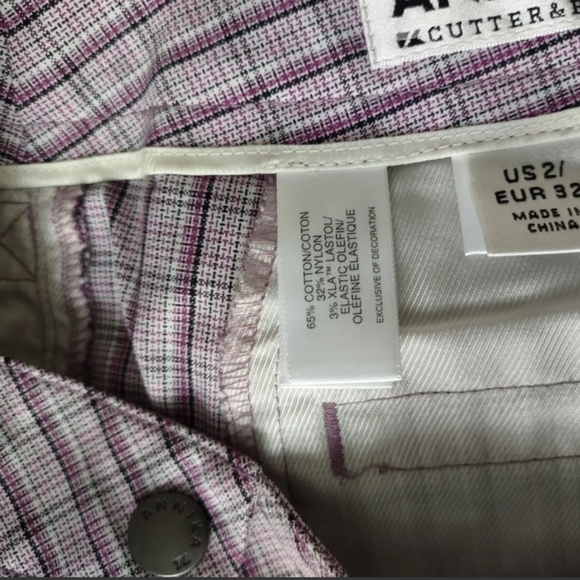 CUTTER&
US 2/
EUR 32
MADE IN
CHINA
65% COTTON/COTON
32% NYLON
3% XLA™ LASTOL/
ELASTIC OLEFIN/
OLÉFINE ÉLASTIQUE
EXCLUSIVE OF DECORATION
ANNIKA